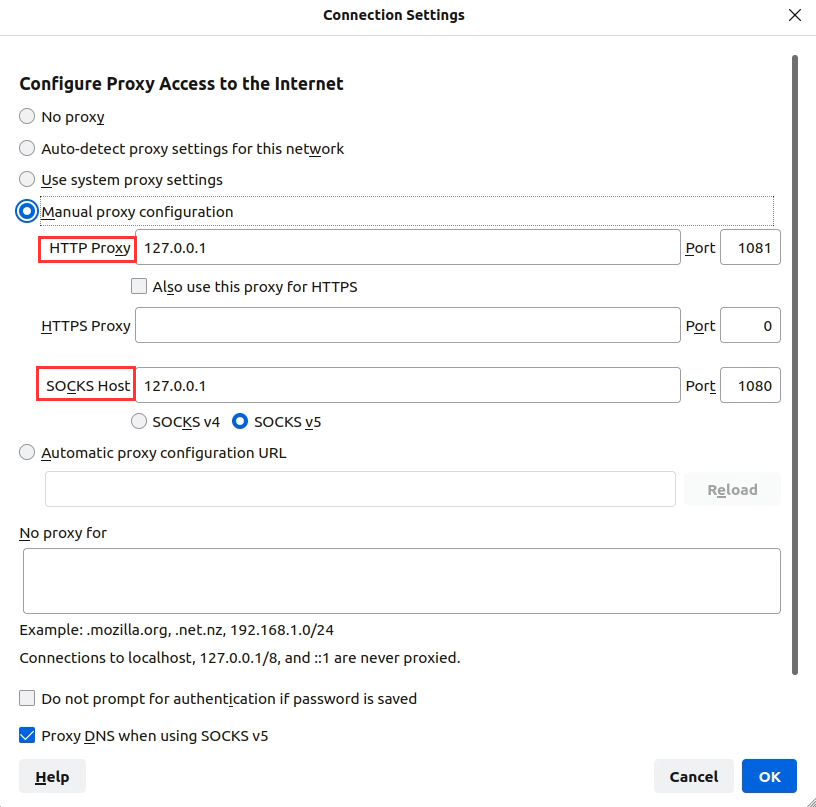 Connection Settings
Configure Proxy Access to the Internet
No proxy
Auto-detect proxy settings for this network
Use system proxy settings
Manual proxy configuration
HTTP Proxy 127.0.0.1 Port 1081
Also use this proxy for HTTPS
HTTPS Proxy Port 0
SOCKS Host 127.0.0.1 Port 1080
SOCKS v4 SOCKS v5
Automatic proxy configuration URL
Reload
No proxy for
Example: .mozilla.org, .net.nz, 192.168.1.0/24
Connections to localhost, 127.0.0.1/8, and ::1 are never proxied.
Do not prompt for authentication if password is saved
Proxy DNS when using SOCKS v5
Help Cancel OK